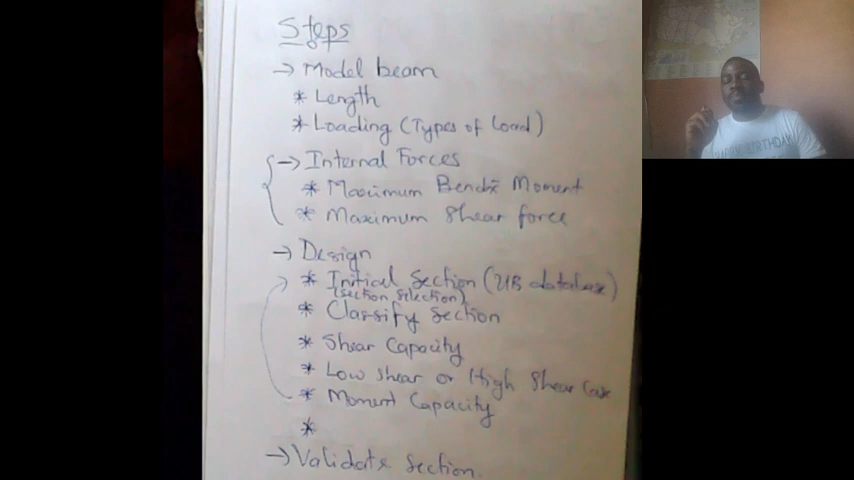 Steps
→ Model beam
* Length
* Loading (Types of Load)
→ Internal Forces
* Maximum Moment
* Maximum Shear force
→ Design
* Initial Section (UB database)
(section selection)
* Classify Section
* Shear Capacity
* Low shear or High Shear Case
* Moment Capacity
*
→ Validate Section.
BIRTHDAY